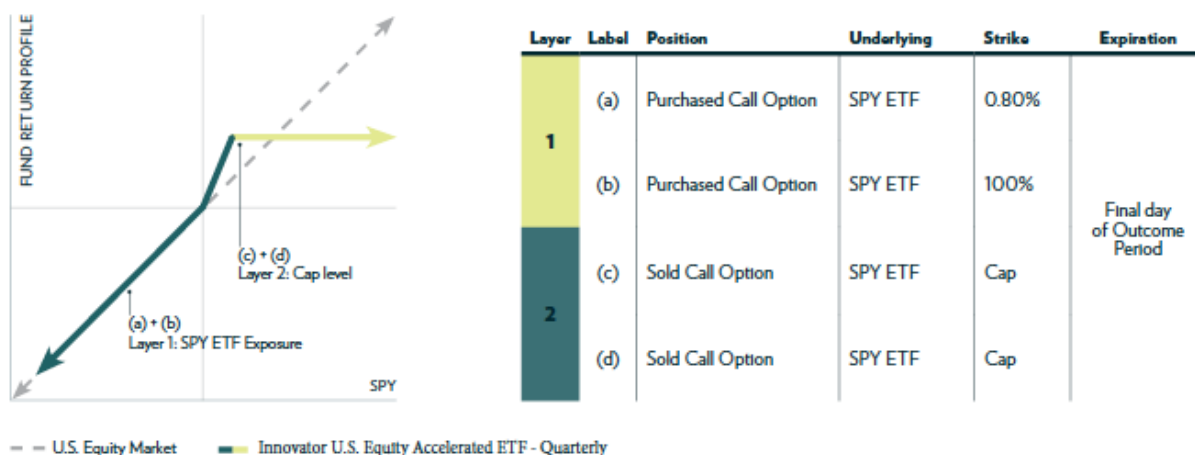 FUND RETURN PROFILE
(c) + (d)
Layer 2: Cap level
(a) + (b)
Layer 1: SPY ETF Exposure
SPY
Layer Label Position Underlying Strike Expiration
1
(a) Purchased Call Option SPY ETF 0.80%
(b) Purchased Call Option SPY ETF 100%
2
(c) Sold Call Option SPY ETF Cap
(d) Sold Call Option SPY ETF Cap
Final day
of Outcome
Period
U.S. Equity Market
Innovator U.S. Equity Accelerated ETF - Quarterly